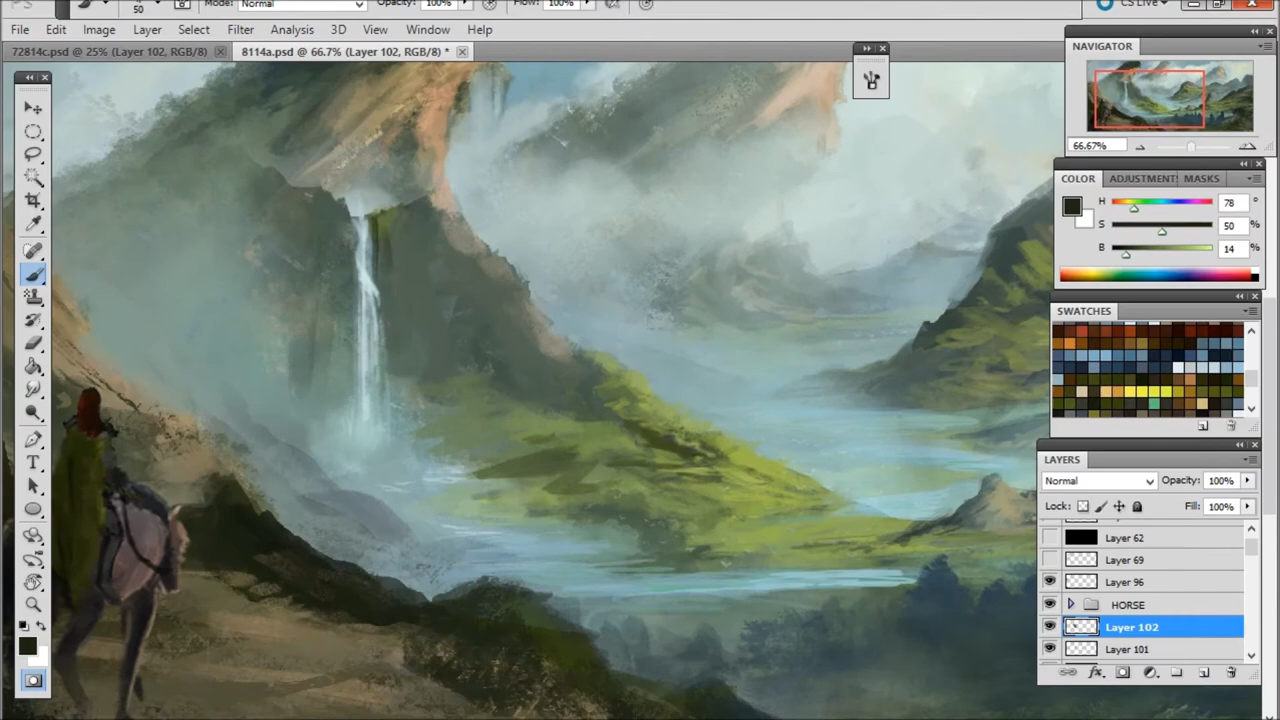 50 Mode: Normal Opacity: 100% Flow: 100% CS Live
File Edit Image Layer Select Filter Analysis 3D View Window Help
72814c.psd @ 25% (Layer 102, RGB/8) 8114a.psd @ 66.7% (Layer 102, RGB/8) *
NAVIGATOR
66.67%
COLOR ADJUSTMENT MASKS
H 78 °
S 50 %
B 14 %
SWATCHES
LAYERS
Normal Opacity: 100%
Lock: Fill: 100%
Layer 62
Layer 69
Layer 96
HORSE
Layer 102
Layer 101